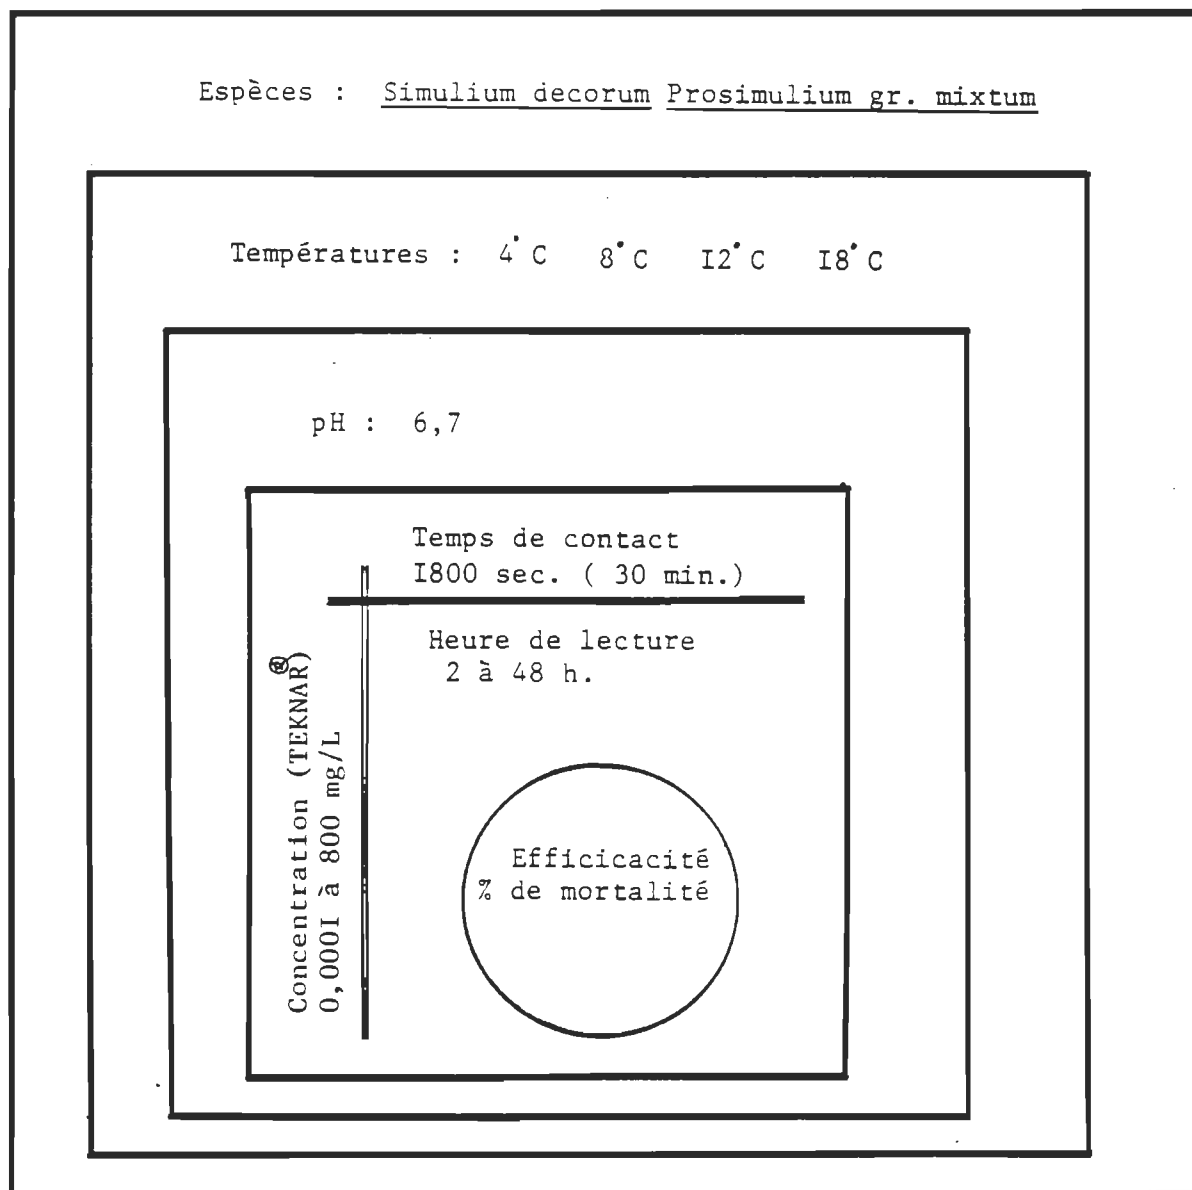 Espèces : Simulium decorum Prosimulium gr. mixtum
Températures : 4°C 8°C I2°C I8°C
pH : 6,7
Temps de contact
I800 sec. ( 30 min.)
Heure de lecture
2 à 48 h.
Concentration (TEKNAR®)
0,000I à 800 mg/L
Efficicacité
% de mortalité